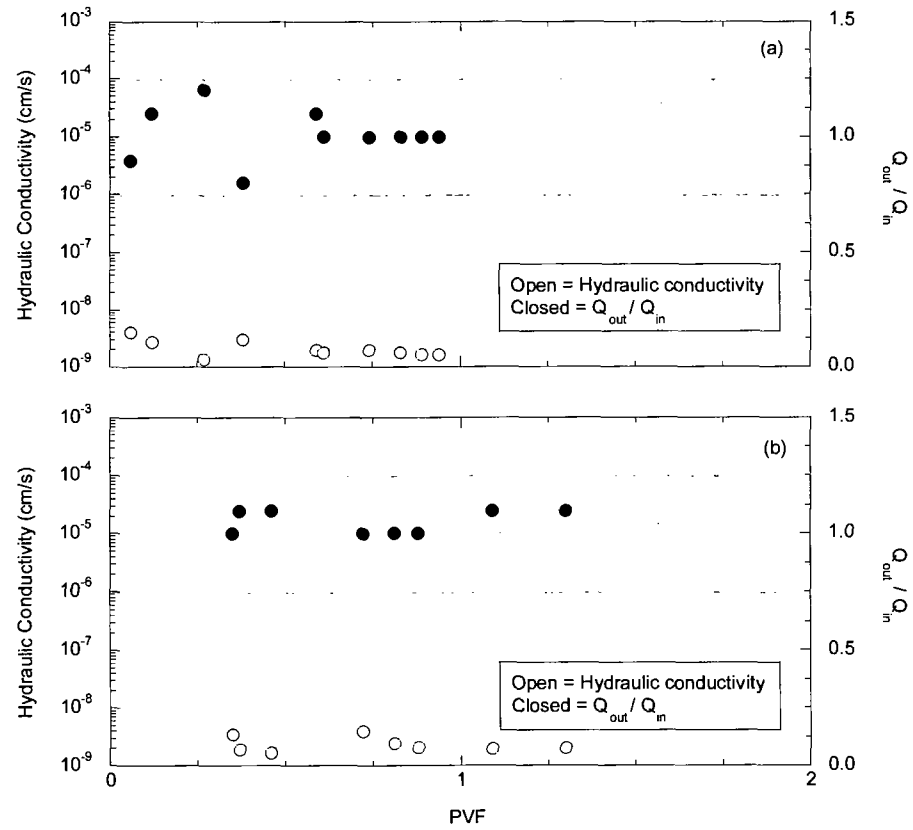 (a)
Hydraulic Conductivity (cm/s)
10^-3
10^-4
10^-5
10^-6
10^-7
10^-8
10^-9
1.5
1.0
0.5
0.0
Q_out / Q_in
Open = Hydraulic conductivity
Closed = Q_out / Q_in
(b)
Hydraulic Conductivity (cm/s)
10^-3
10^-4
10^-5
10^-6
10^-7
10^-8
10^-9
1.5
1.0
0.5
0.0
Q_out / Q_in
Open = Hydraulic conductivity
Closed = Q_out / Q_in
0
1
2
PVF